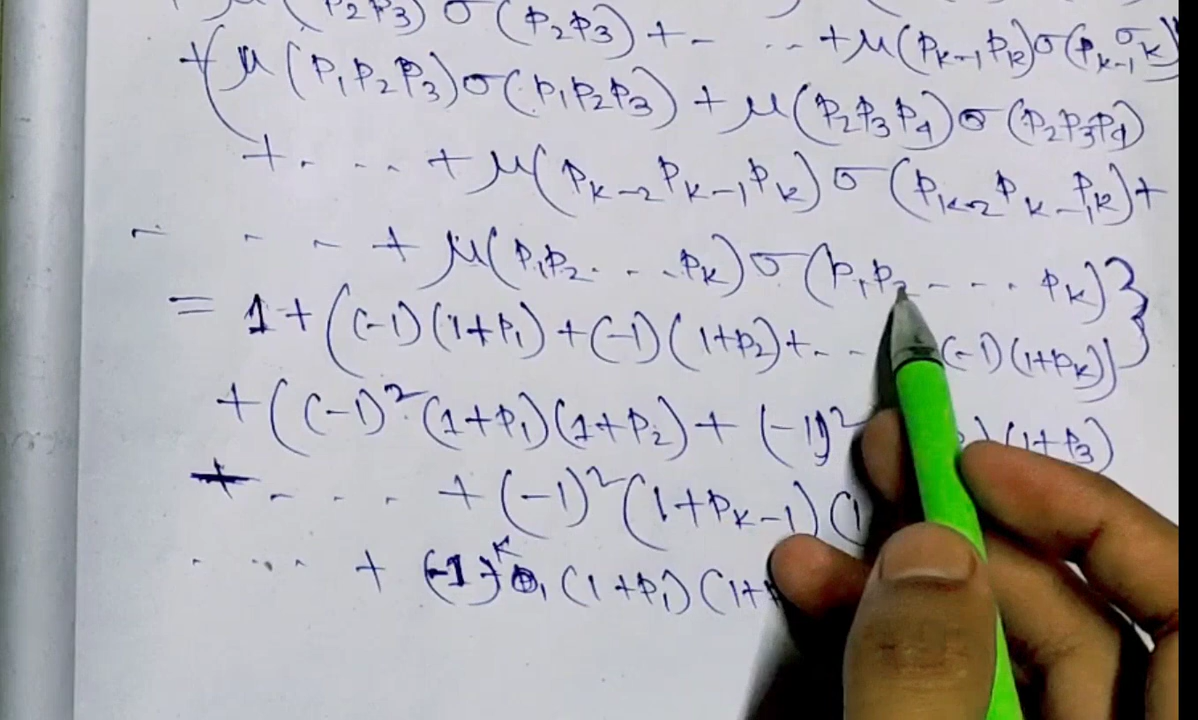 μ(p₂p₃)σ(p₂p₃)+- ‥ +μ(pₖ₋₁pₖ)σ(pₖ₋₁σₖ)
+(μ(p₁p₂p₃)σ(p₁p₂p₃) + μ(p₂p₃p₄)σ(p₂p₃p₄)
+. - .. +μ(pₖ₋₂pₖ₋₁pₖ)σ(pₖ₋₂pₖ₋₁pₖ)+
- - - + μ(p₁p₂. - . . pₖ)σ(p₁p₂ - - . . pₖ)}
= 1+((-1)(1+p₁)+(-1)(1+p₂)+- - (-1)(1+pₖ))
+((-1)²(1+p₁)(1+p₂)+(-1)² )(1+p₃)
+ - . . . +(-1)²(1+pₖ₋₁)(1
. .. . + (-1)ᵏ (1+p₁)(1+